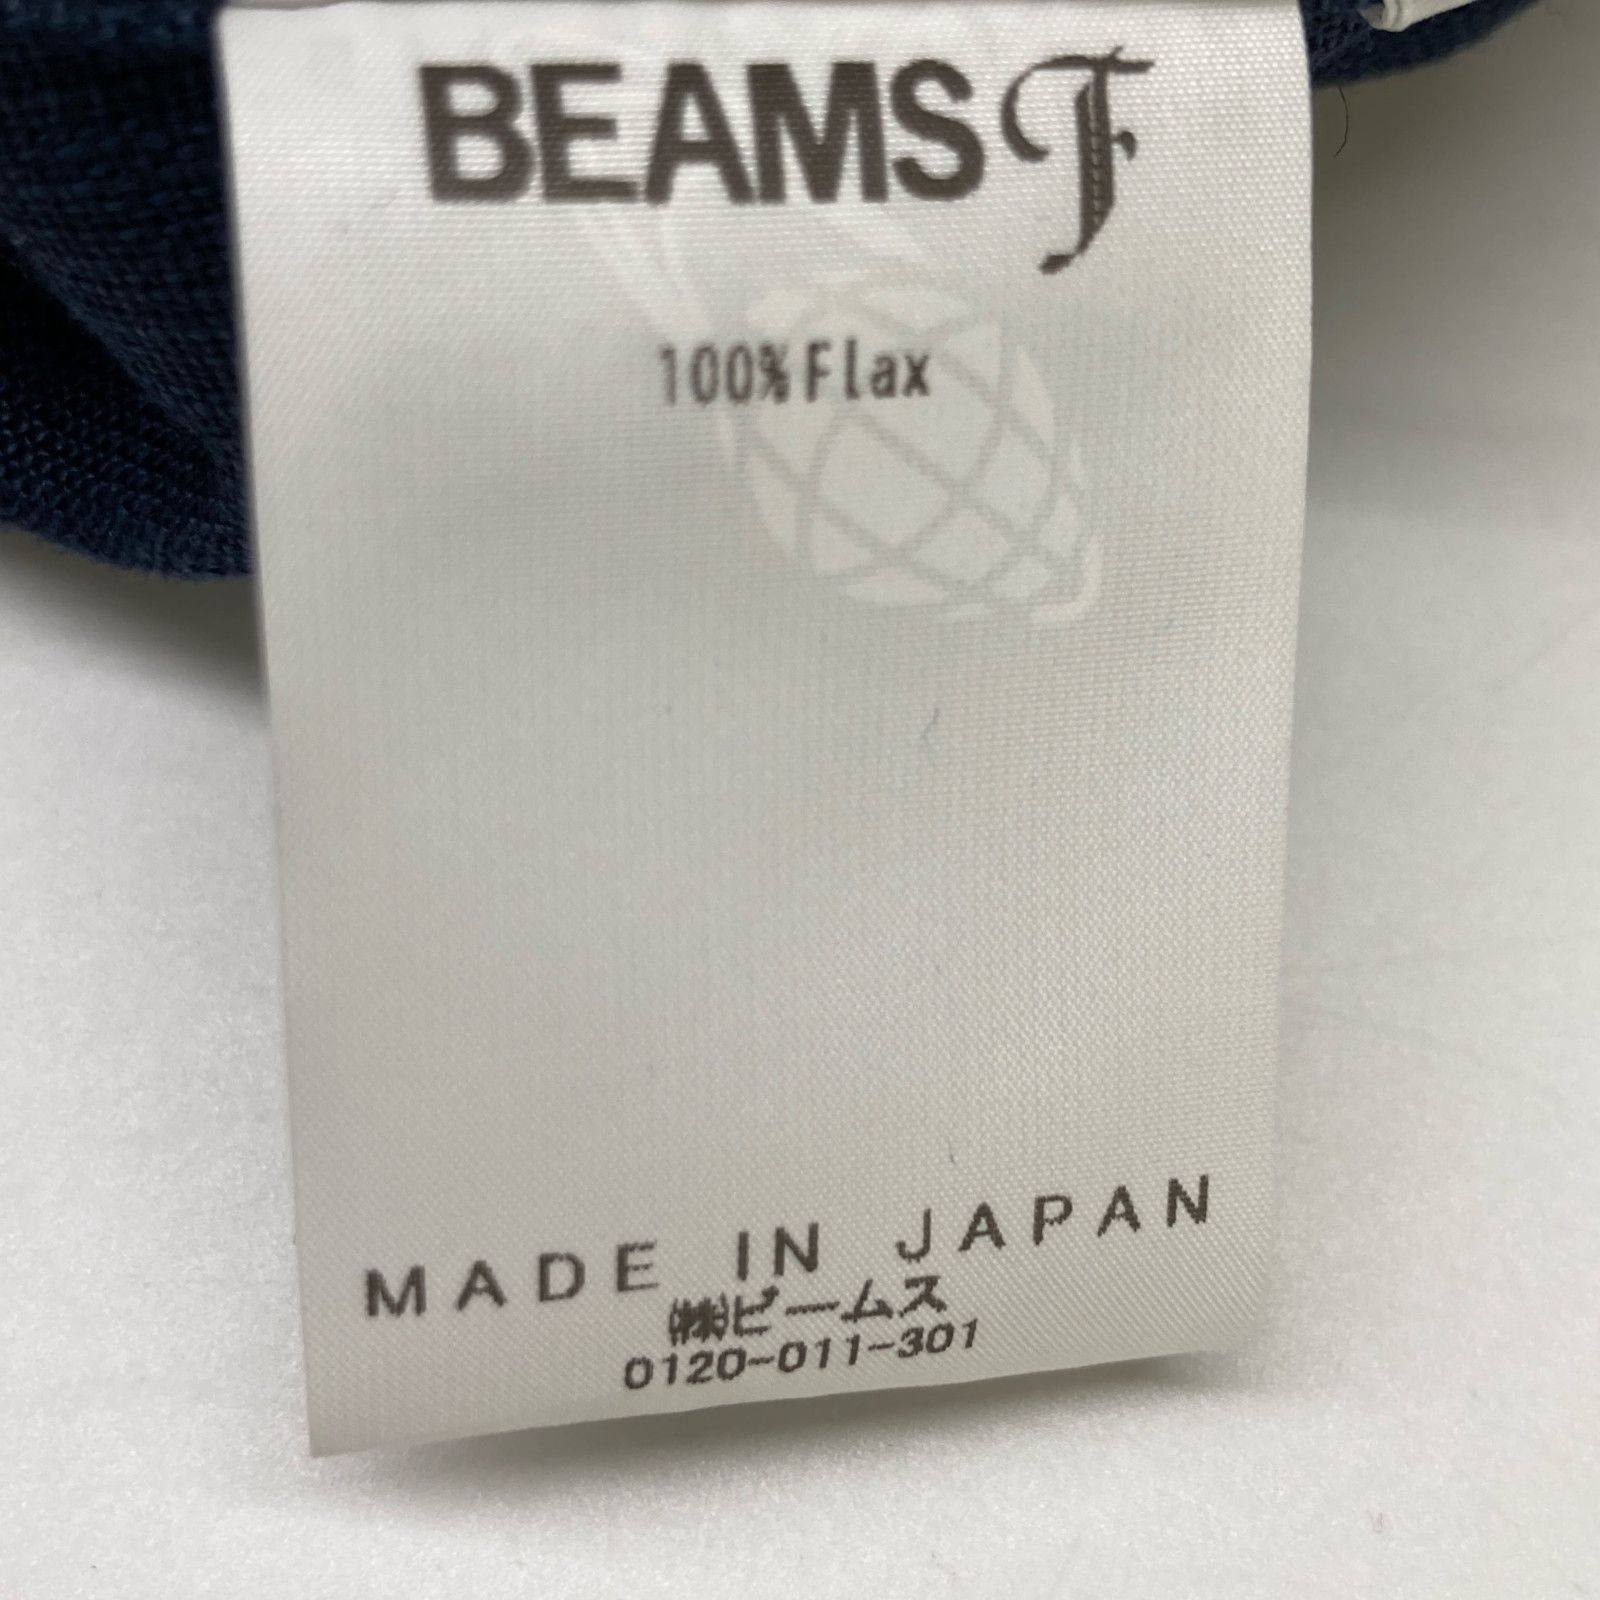 BEAMS F
100%Flax
MADE IN JAPAN
㈱ビームス
0120-011-301